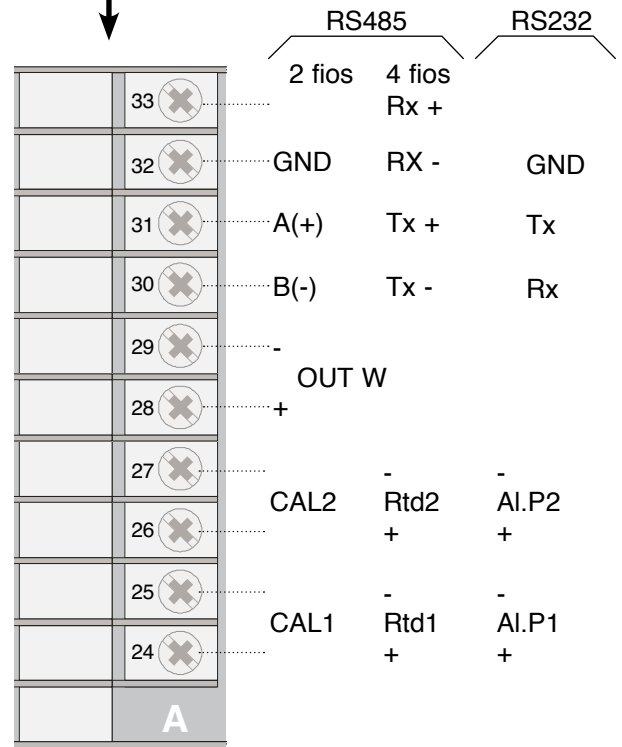 RS485 RS232
2 fios 4 fios
33 Rx +
32 GND RX - GND
31 A(+) Tx + Tx
30 B(-) Tx - Rx
29 -
OUT W
28 +
27 - -
CAL2 Rtd2 Al.P2
26 + +
25 - -
CAL1 Rtd1 Al.P1
24 + +
A